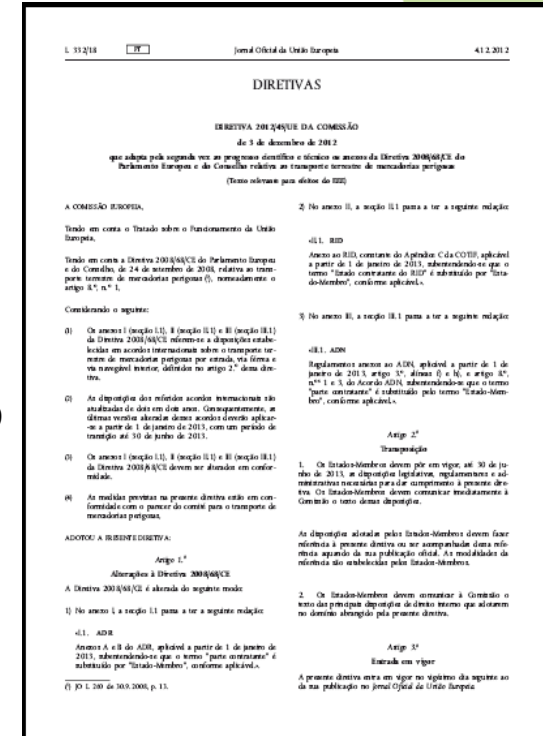 L 332/18
PT
Jornal Oficial da União Europeia
4.12.2012
DIRETIVAS
DIRETIVA 2012/45/UE DA COMISSÃO
de 3 de dezembro de 2012
que adapta pela segunda vez ao progresso científico e técnico os anexos da Diretiva 2008/68/CE do
Parlamento Europeu e do Conselho relativa ao transporte terrestre de mercadorias perigosas
(Texto relevante para efeitos do EEE)
A COMISSÃO EUROPEIA,
Tendo em conta o Tratado sobre o Funcionamento da União
Europeia,
Tendo em conta a Diretiva 2008/68/CE do Parlamento Europeu
e do Conselho, de 24 de setembro de 2008, relativa ao trans-
porte terrestre de mercadorias perigosas (¹), nomeadamente o
artigo 8.º, n.º 1,
Considerando o seguinte:
(1) Os anexos I (secção I.1), II (secção II.1) e III (secção III.1)
da Diretiva 2008/68/CE referem-se a disposições estabe-
lecidas em acordos internacionais sobre o transporte ter-
restre de mercadorias perigosas por estrada, via férrea e
via navegável interior, definidos no artigo 2.º dessa dire-
tiva.
(2) As disposições dos referidos acordos internacionais são
atualizadas de dois em dois anos. Consequentemente, as
últimas versões alteradas desses acordos deverão aplicar-
-se a partir de 1 de janeiro de 2013, com um período de
transição até 30 de junho de 2013.
(3) Os anexos I (secção I.1), II (secção II.1) e III (secção III.1)
da Diretiva 2008/68/CE devem ser alterados em confor-
midade.
(4) As medidas previstas na presente diretiva estão em con-
formidade com o parecer do comité para o transporte de
mercadorias perigosas,
ADOTOU A PRESENTE DIRETIVA:
Artigo 1.º
Alterações à Diretiva 2008/68/CE
A Diretiva 2008/68/CE é alterada do seguinte modo:
1) No anexo I, a secção I.1 passa a ter a seguinte redação:
«I.1. ADR
Anexos A e B do ADR, aplicável a partir de 1 de janeiro de
2013, subentendendo-se que o termo "parte contratante" é
substituído por "Estado-Membro", conforme aplicável.».
(¹) JO L 260 de 30.9.2008, p. 13.
2) No anexo II, a secção II.1 passa a ter a seguinte redação:
«II.1. RID
Anexo ao RID, constante do Apêndice C da COTIF, aplicável
a partir de 1 de janeiro de 2013, subentendendo-se que o
termo "Estado contratante do RID" é substituído por "Esta-
do-Membro", conforme aplicável.».
3) No anexo III, a secção III.1 passa a ter a seguinte redação:
«III.1. ADN
Regulamentos anexos ao ADN, aplicável a partir de 1 de
janeiro de 2013, artigo 3.º, alíneas f) e h), e artigo 8.º,
n.ºs 1 e 3, do Acordo ADN, subentendendo-se que o termo
"parte contratante" é substituído pelo termo "Estado-Mem-
bro", conforme aplicável.».
Artigo 2.º
Transposição
1. Os Estados-Membros devem pôr em vigor, até 30 de ju-
nho de 2013, as disposições legislativas, regulamentares e ad-
ministrativas necessárias para dar cumprimento à presente dire-
tiva. Os Estados-Membros devem comunicar imediatamente à
Comissão o texto dessas disposições.
As disposições adotadas pelos Estados-Membros devem fazer
referência à presente diretiva ou ser acompanhadas dessa refe-
rência aquando da sua publicação oficial. As modalidades da
referência são estabelecidas pelos Estados-Membros.
2. Os Estados-Membros devem comunicar à Comissão o
texto das principais disposições de direito interno que adotarem
no domínio abrangido pela presente diretiva.
Artigo 3.º
Entrada em vigor
A presente diretiva entra em vigor no vigésimo dia seguinte ao
da sua publicação no Jornal Oficial da União Europeia.